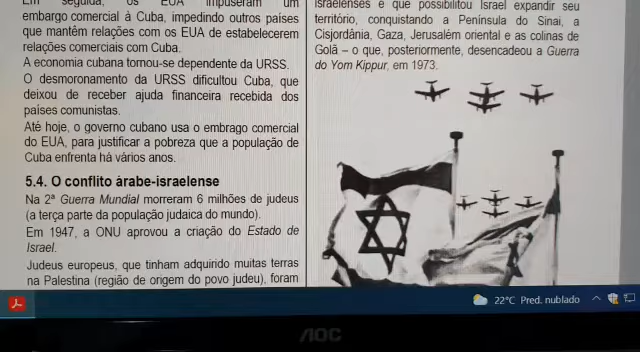 Em seguida, os EUA impuseram um
embargo comercial à Cuba, impedindo outros países
que mantêm relações com os EUA de estabelecerem
relações comerciais com Cuba.
A economia cubana tornou-se dependente da URSS.
O desmoronamento da URSS dificultou Cuba, que
deixou de receber ajuda financeira recebida dos
países comunistas.
Até hoje, o governo cubano usa o embrago comercial
do EUA, para justificar a pobreza que a população de
Cuba enfrenta há vários anos.
5.4. O conflito árabe-israelense
Na 2ª Guerra Mundial morreram 6 milhões de judeus
(a terça parte da população judaica do mundo).
Em 1947, a ONU aprovou a criação do Estado de
Israel.
Judeus europeus, que tinham adquirido muitas terras
na Palestina (região de origem do povo judeu), foram
israelenses e que possibilitou Israel expandir seu
território, conquistando a Península do Sinai, a
Cisjordânia, Gaza, Jerusalém oriental e as colinas de
Golã – o que, posteriormente, desencadeou a Guerra
do Yom Kippur, em 1973.
22°C Pred. nublado
AOC